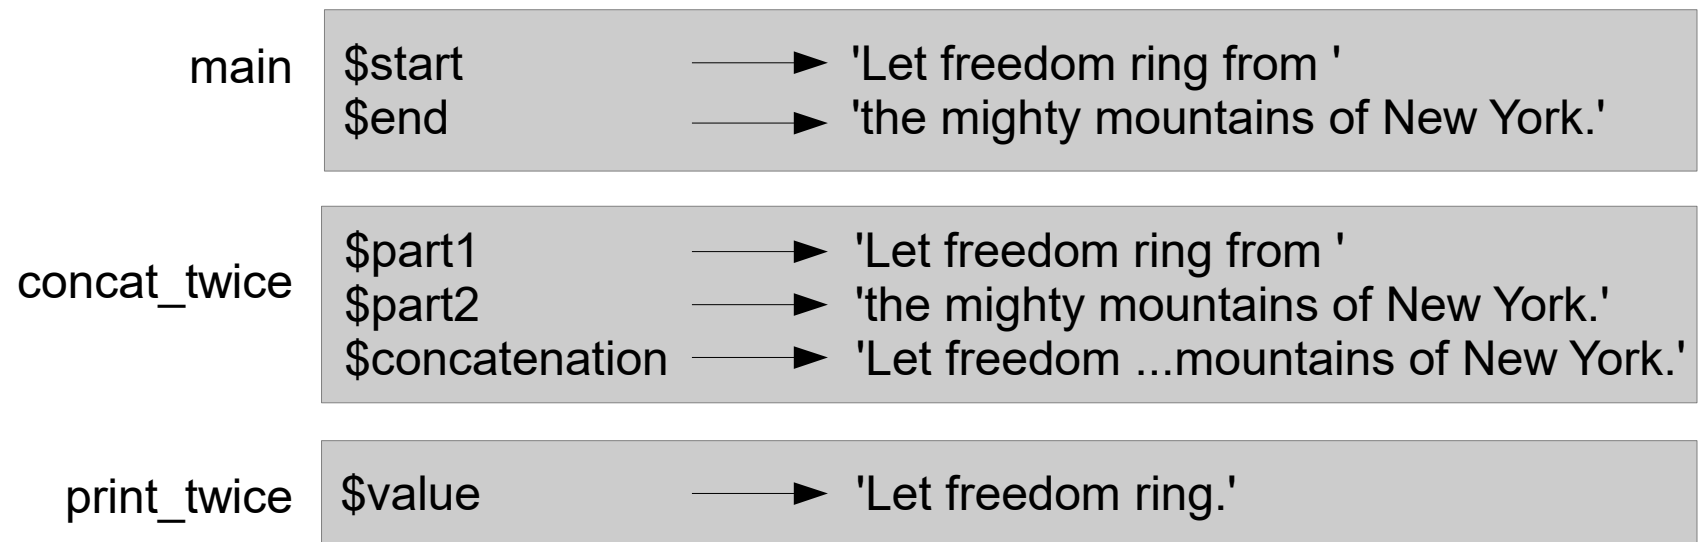 main
$start 'Let freedom ring from '
$end 'the mighty mountains of New York.'
concat_twice
$part1 'Let freedom ring from '
$part2 'the mighty mountains of New York.'
$concatenation 'Let freedom ...mountains of New York.'
print_twice
$value 'Let freedom ring.'